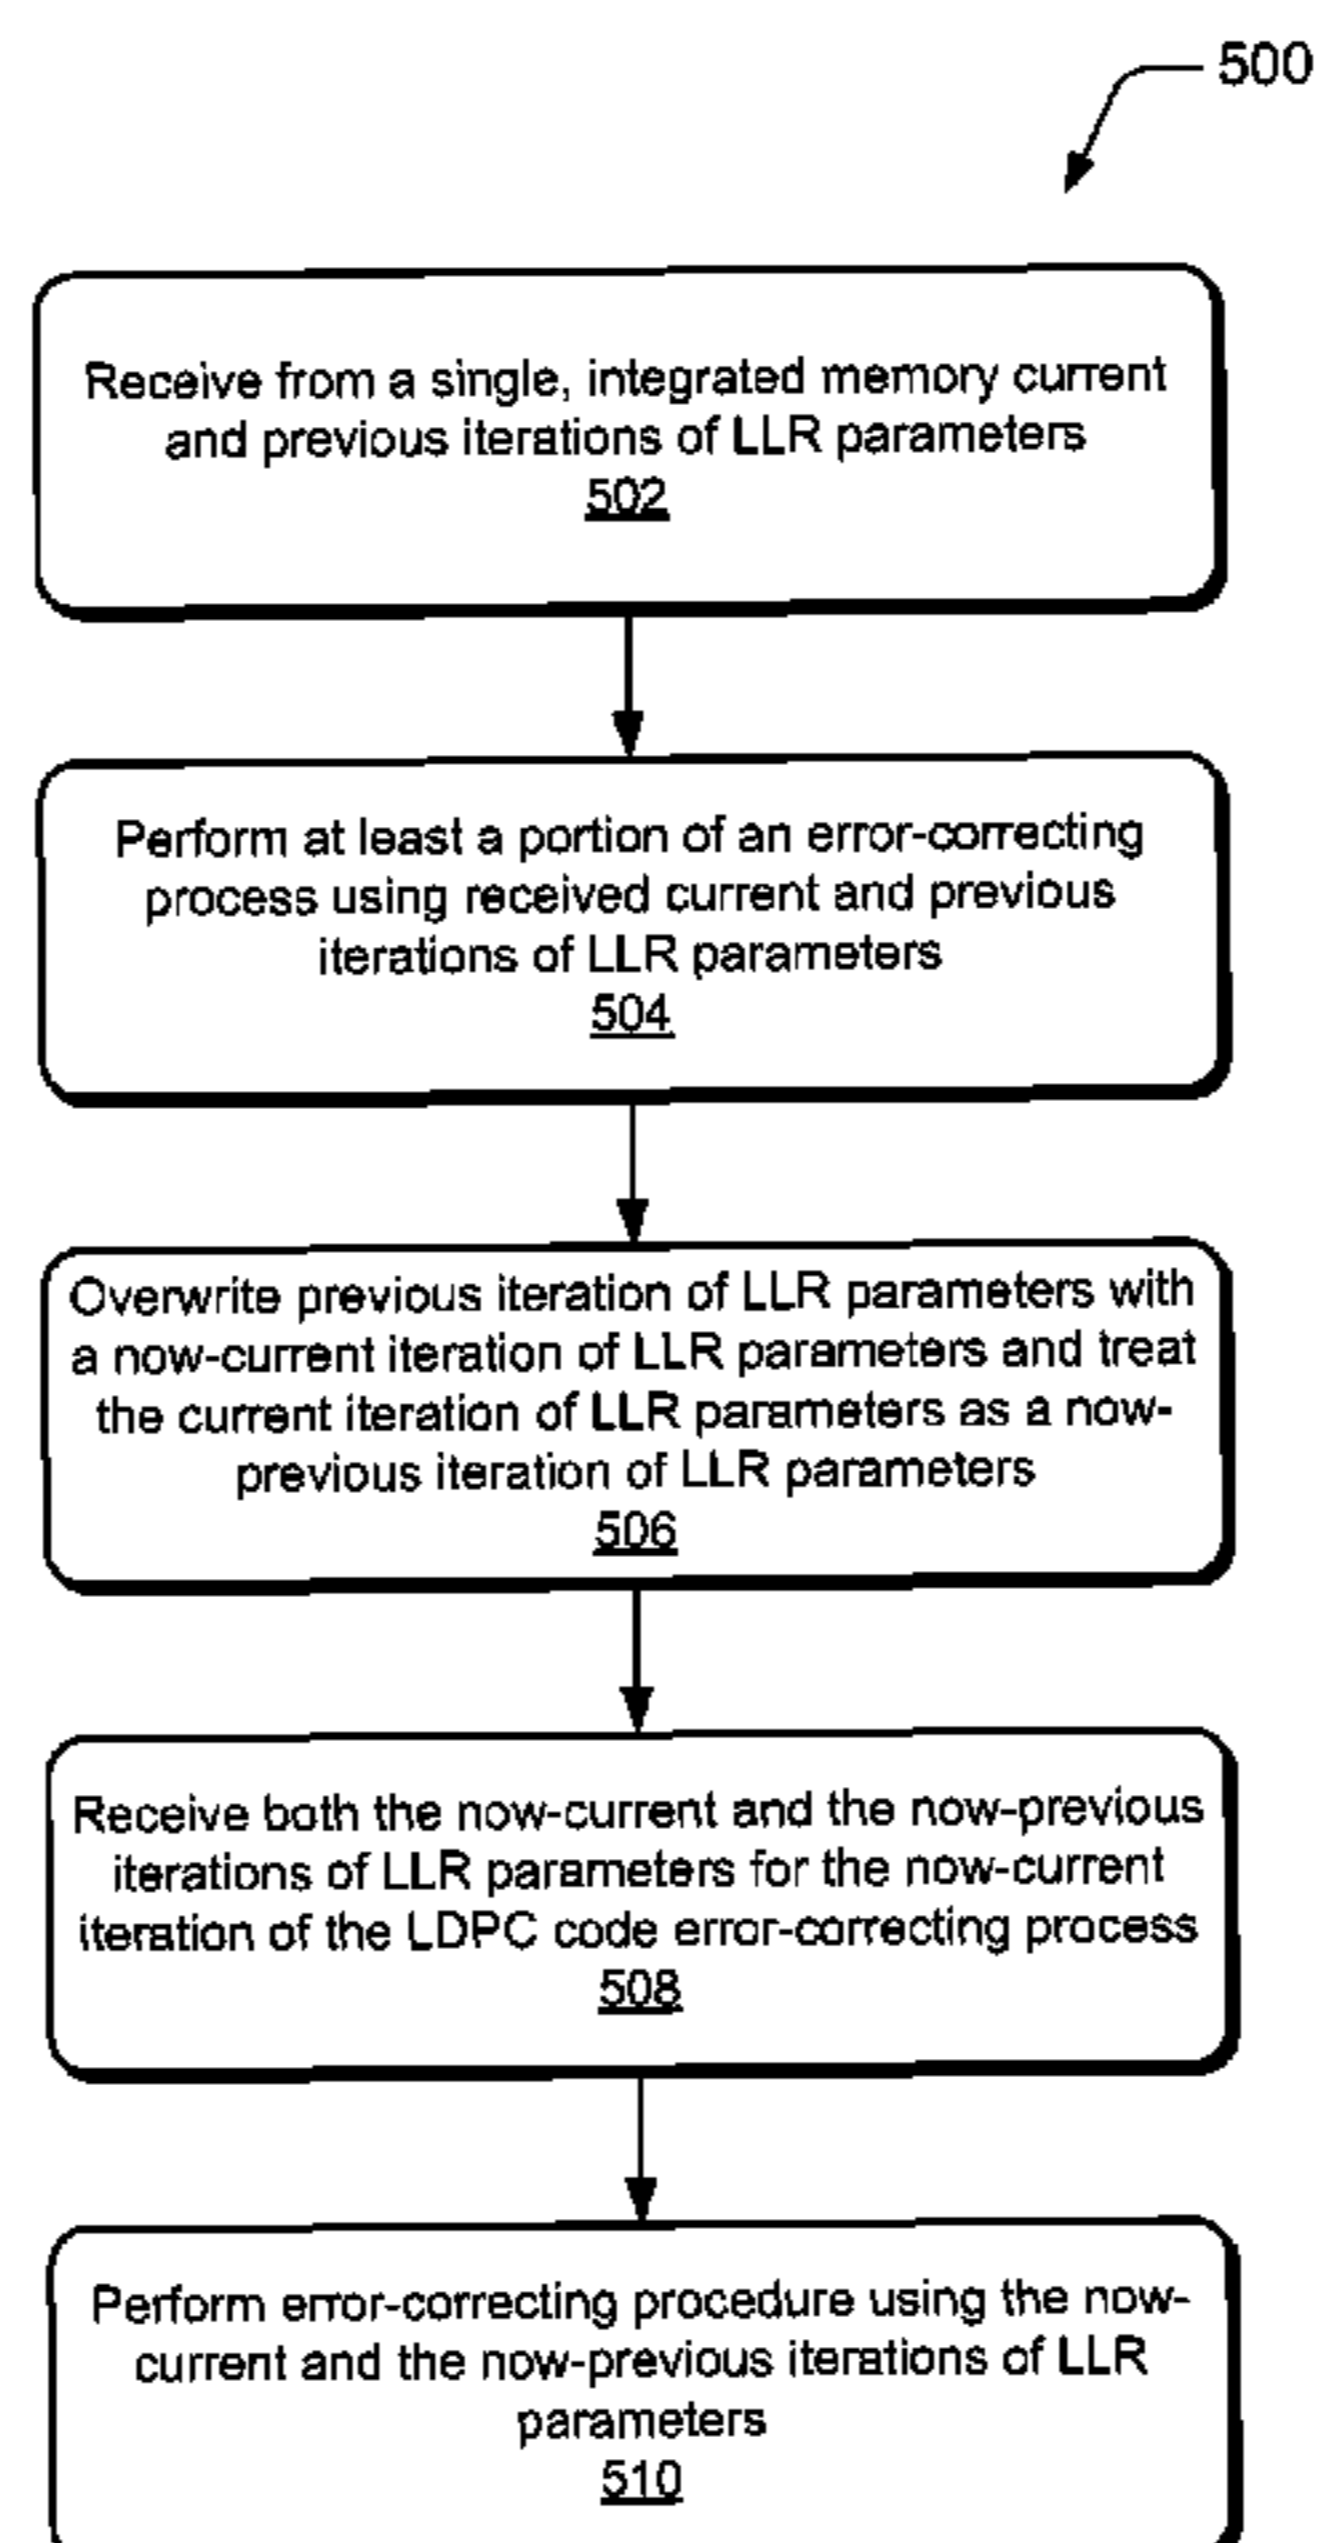 500
Receive from a single, integrated memory current
and previous iterations of LLR parameters
502
Perform at least a portion of an error-correcting
process using received current and previous
iterations of LLR parameters
504
Overwrite previous iteration of LLR parameters with
a now-current iteration of LLR parameters and treat
the current iteration of LLR parameters as a now-
previous iteration of LLR parameters
506
Receive both the now-current and the now-previous
iterations of LLR parameters for the now-current
iteration of the LDPC code error-correcting process
508
Perform error-correcting procedure using the now-
current and the now-previous iterations of LLR
parameters
510